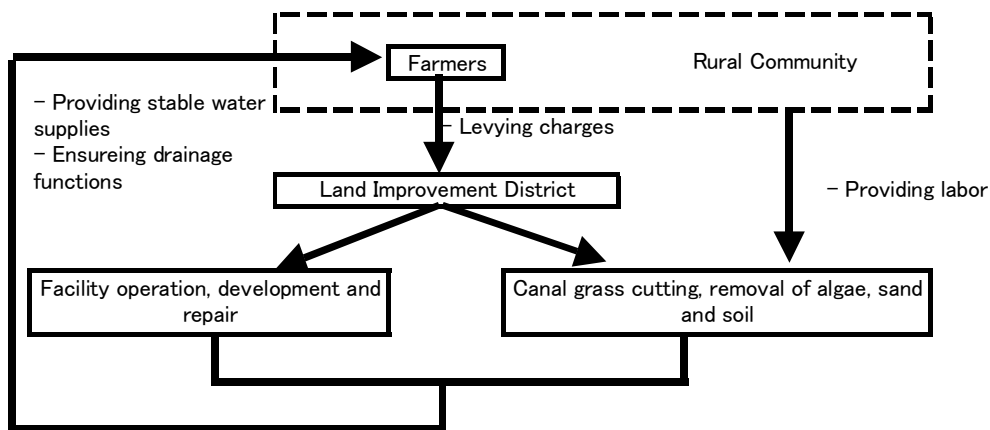 Farmers
Rural Community
- Providing stable water
supplies
- Ensureing drainage
functions
- Levying charges
Land Improvement District
- Providing labor
Facility operation, development and
repair
Canal grass cutting, removal of algae, sand
and soil